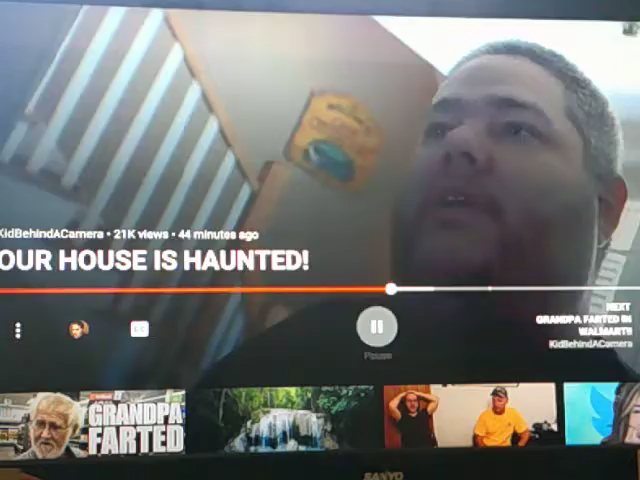 KidBehindACamera • 21K views • 44 minutes ago
OUR HOUSE IS HAUNTED!
NEXT
GRANDPA FARTED IN
WALMART!!
KidBehindACamera
Pause
GRANDPA
FARTED
SANYO